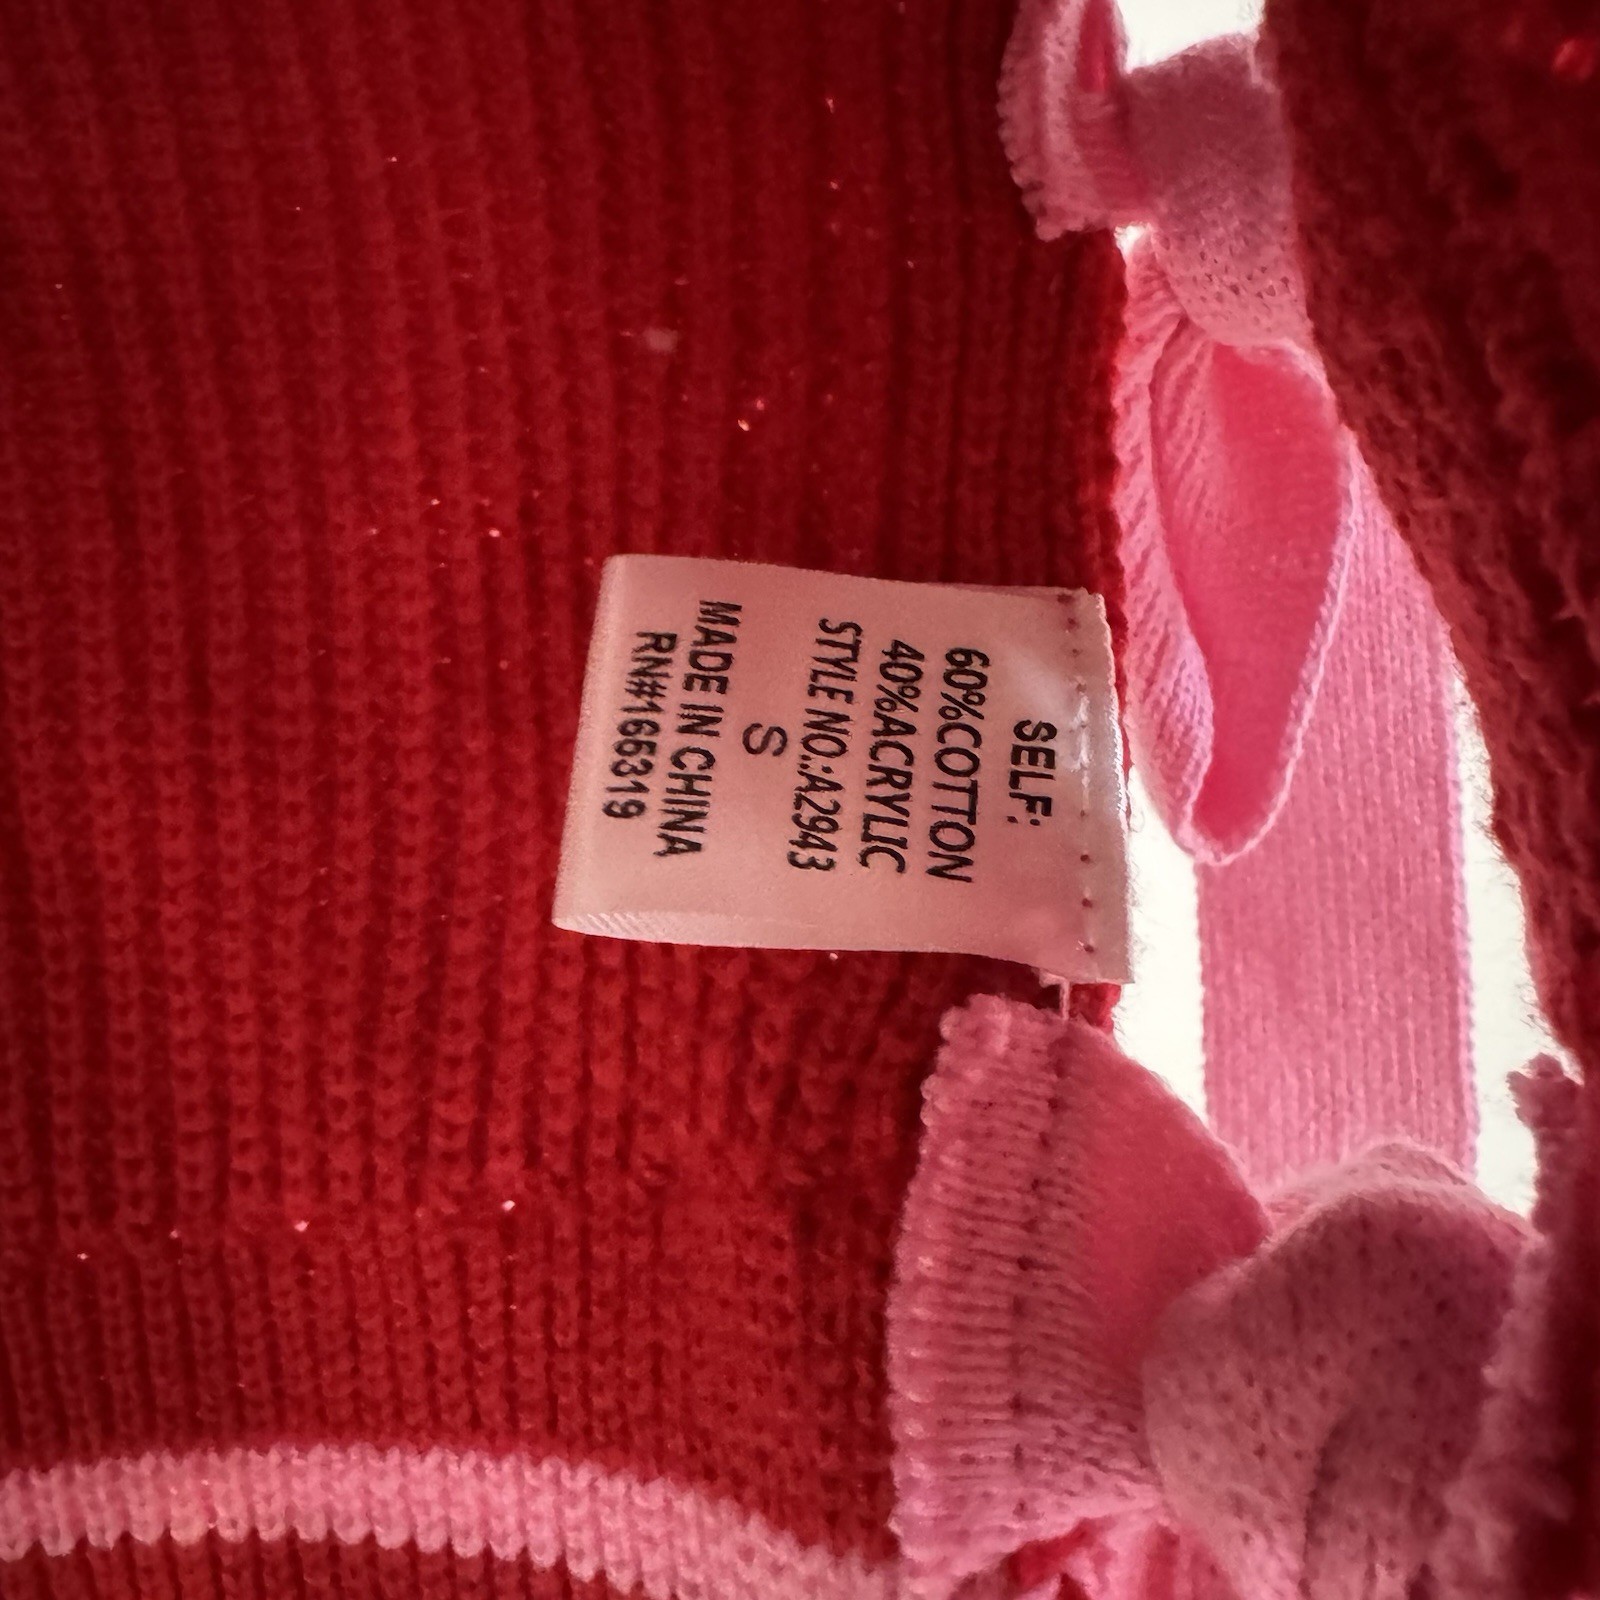 SELF:
60%COTTON
40%ACRYLIC
STYLE NO.:A2943
S
MADE IN CHINA
RN#165319